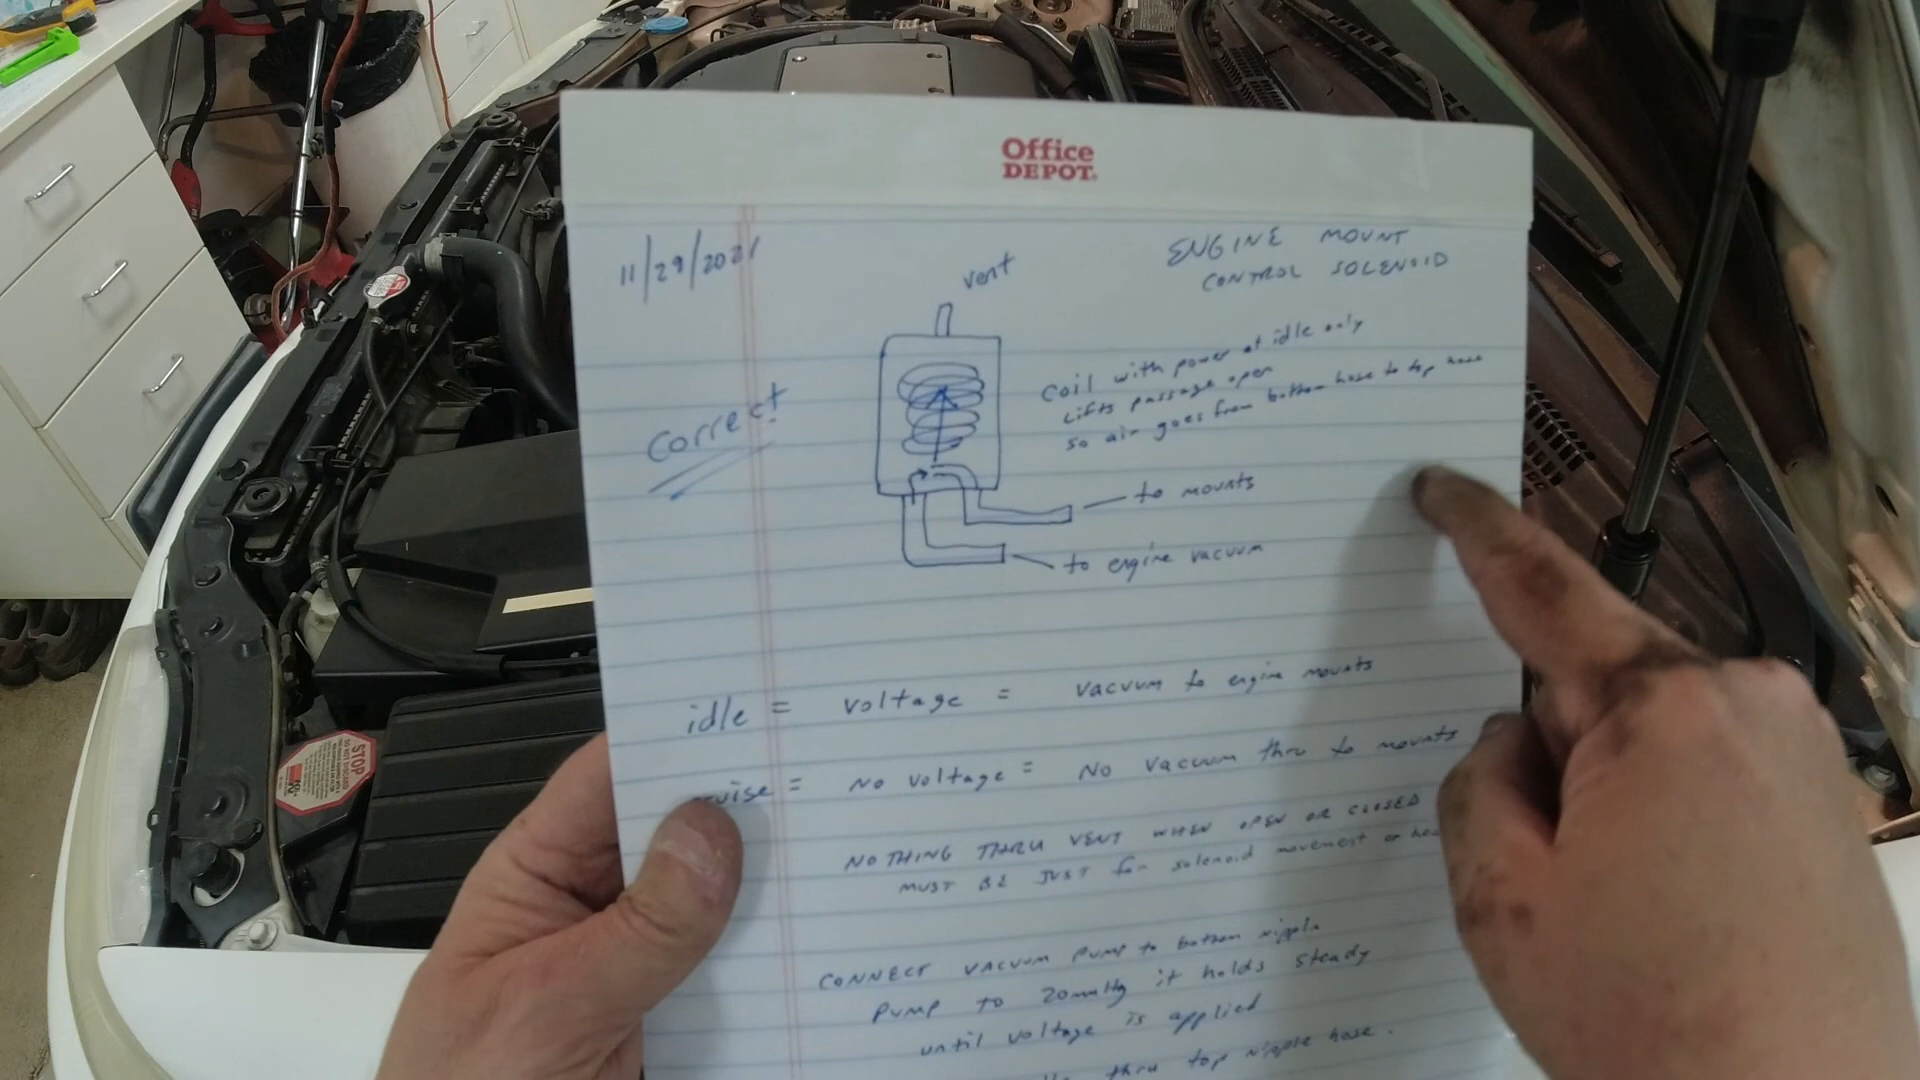 Office
DEPOT.
11/29/2021
ENGINE MOUNT
CONTROL SOLENOID
vent
correct
coil with power at idle only
Lifts passage open
so air goes from bottom hose to top hose
to mounts
to engine vacuum
idle = voltage = vacuum to engine mounts
cruise = No voltage = No vacuum thru to mounts
NOTHING THRU VENT WHEN OPEN OR CLOSED
MUST BE JUST for solenoid movement or
CONNECT VACUUM PUMP to bottom nipple
PUMP TO 20mmHg it holds steady
until voltage is applied
thru top nipple hose.
STOP